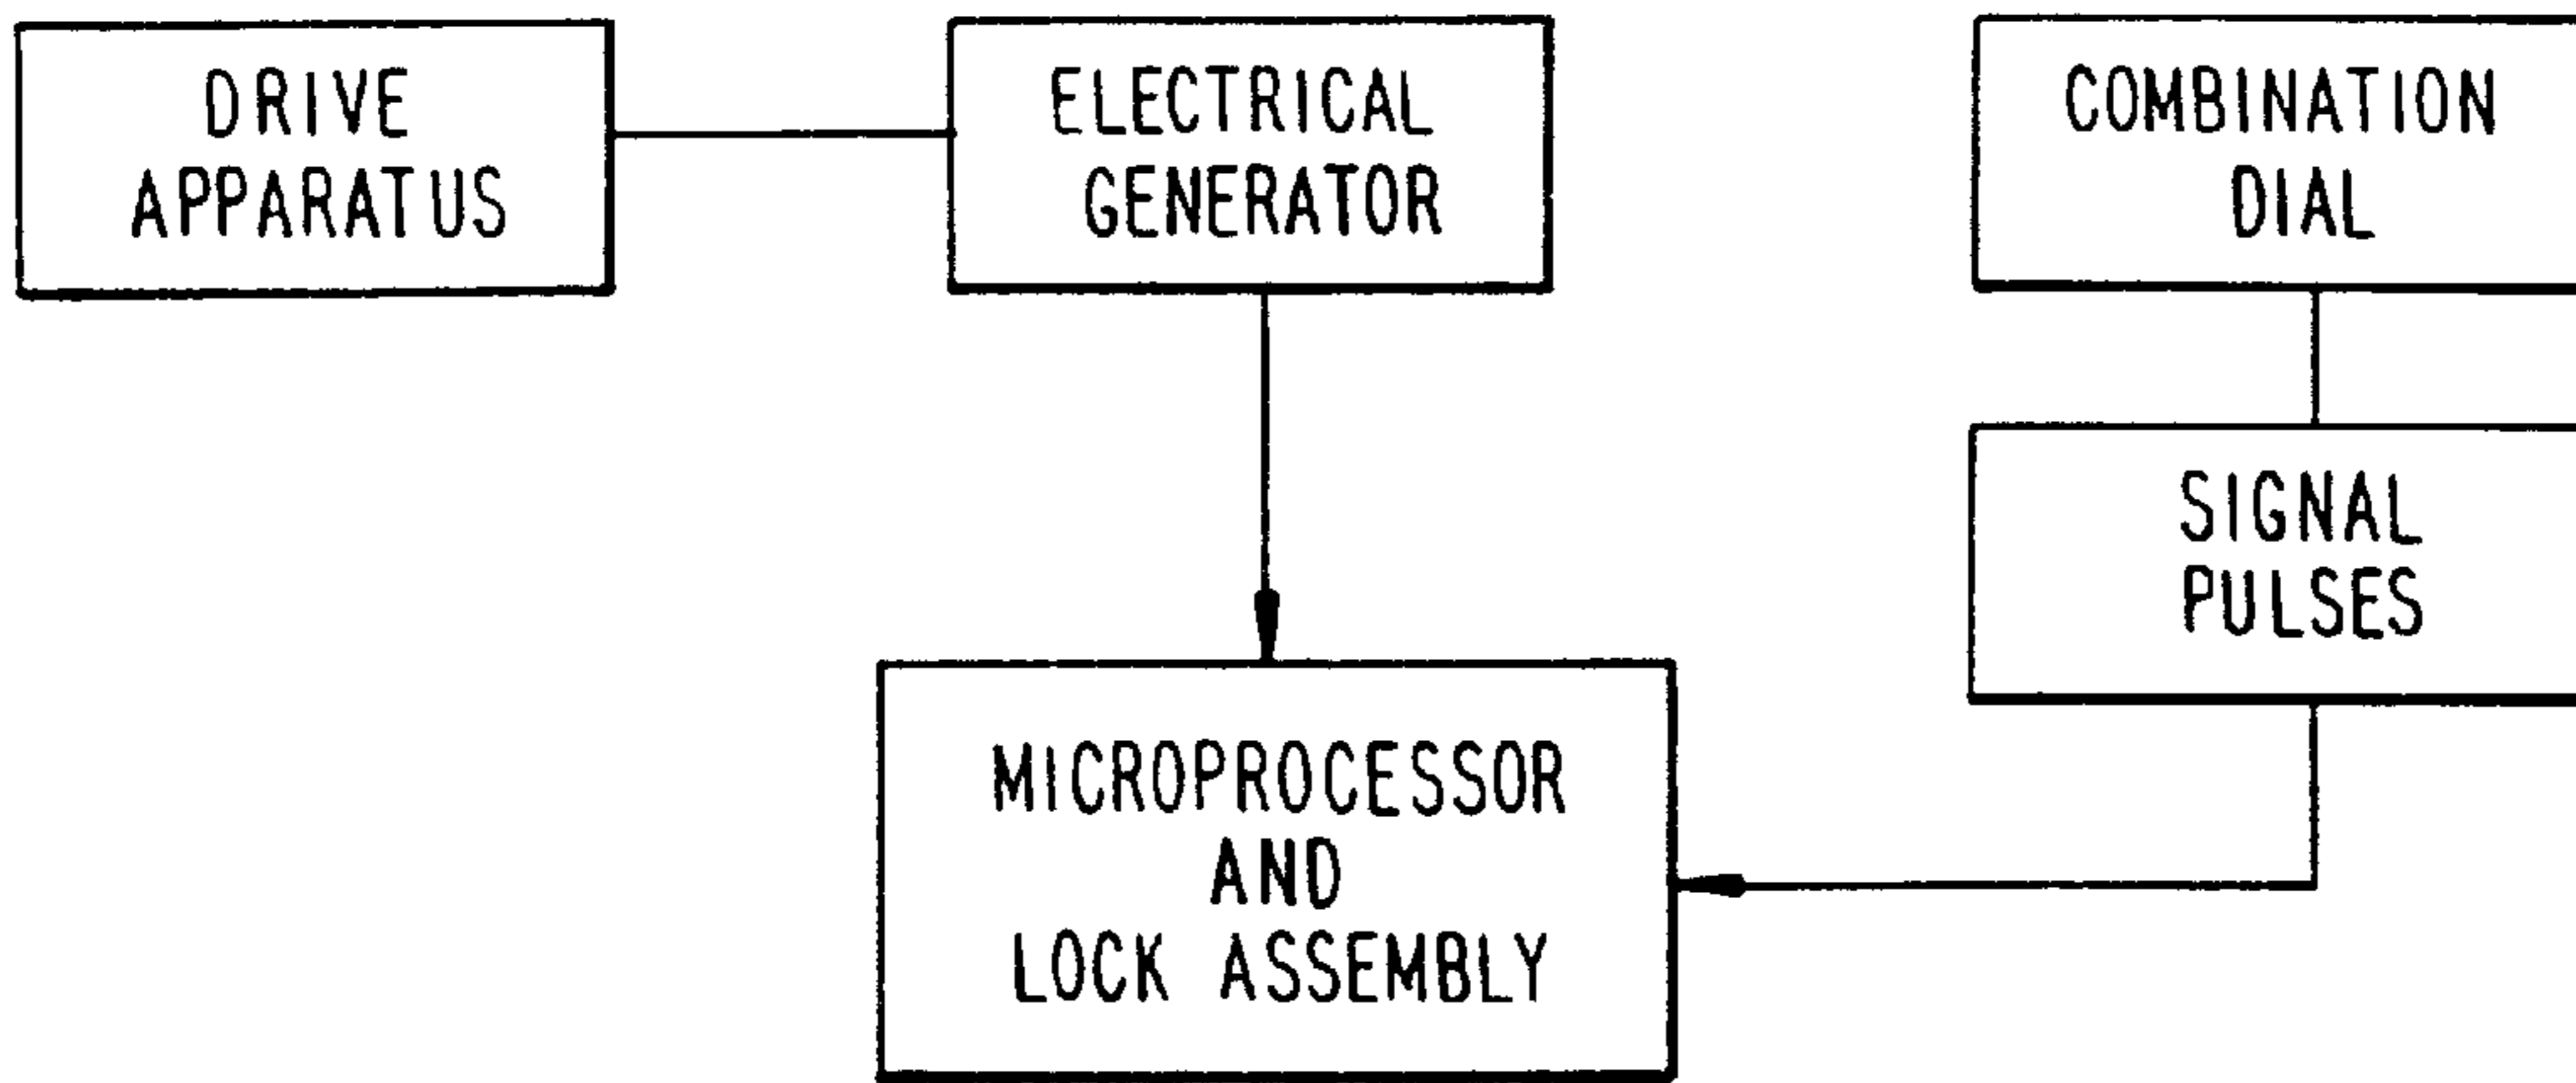 DRIVE
APPARATUS
ELECTRICAL
GENERATOR
COMBINATION
DIAL
SIGNAL
PULSES
MICROPROCESSOR
AND
LOCK ASSEMBLY